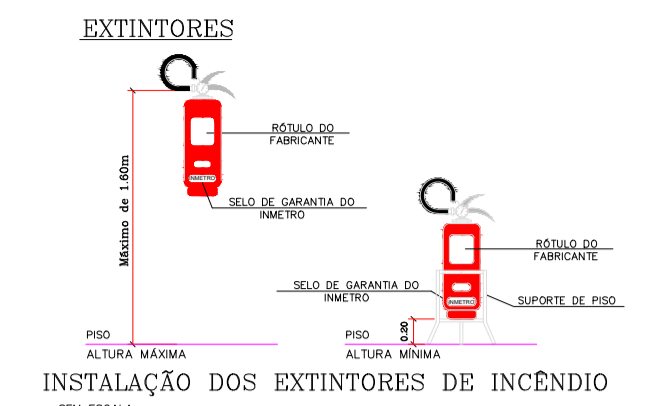 EXTINTORES
RÓTULO DO
FABRICANTE
INMETRO
SELO DE GARANTIA DO
INMETRO
Máximo de 1.60m
PISO
ALTURA MÁXIMA
RÓTULO DO
FABRICANTE
SELO DE GARANTIA DO
INMETRO
INMETRO
SUPORTE DE PISO
0.20
PISO
ALTURA MÍNIMA
INSTALAÇÃO DOS EXTINTORES DE INCÊNDIO